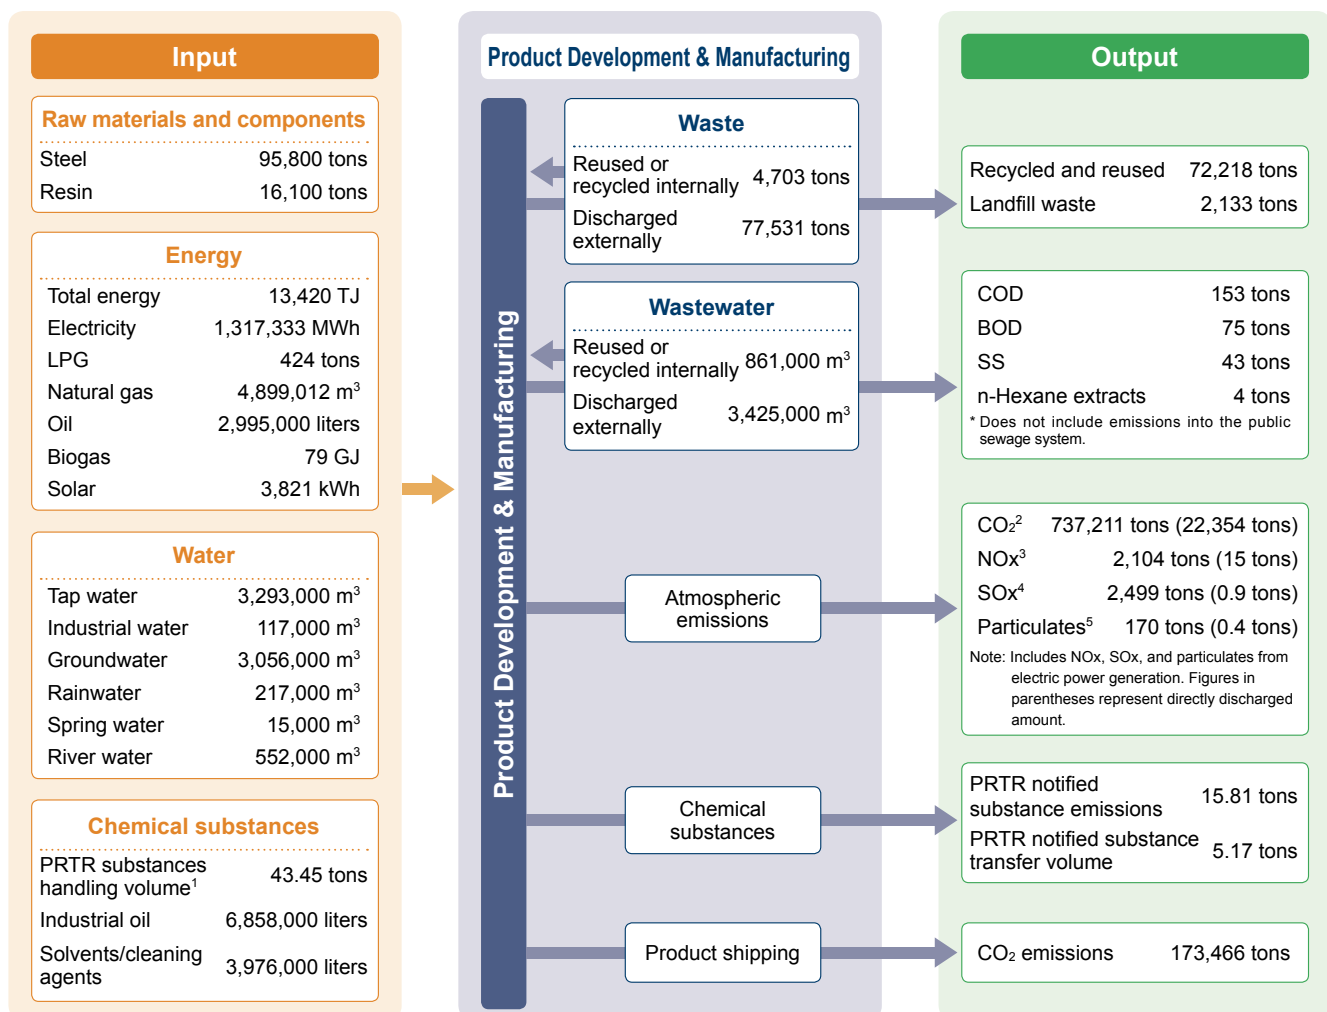 Input
Raw materials and components
Steel 95,800 tons
Resin 16,100 tons
Energy
Total energy 13,420 TJ
Electricity 1,317,333 MWh
LPG 424 tons
Natural gas 4,899,012 m³
Oil 2,995,000 liters
Biogas 79 GJ
Solar 3,821 kWh
Water
Tap water 3,293,000 m³
Industrial water 117,000 m³
Groundwater 3,056,000 m³
Rainwater 217,000 m³
Spring water 15,000 m³
River water 552,000 m³
Chemical substances
PRTR substances
handling volume¹ 43.45 tons
Industrial oil 6,858,000 liters
Solvents/cleaning
agents 3,976,000 liters
Product Development & Manufacturing
Product Development & Manufacturing
Waste
Reused or
recycled internally 4,703 tons
Discharged
externally 77,531 tons
Wastewater
Reused or
recycled internally 861,000 m³
Discharged
externally 3,425,000 m³
Atmospheric
emissions
Chemical
substances
Product shipping
Output
Recycled and reused 72,218 tons
Landfill waste 2,133 tons
COD 153 tons
BOD 75 tons
SS 43 tons
n-Hexane extracts 4 tons
* Does not include emissions into the public
sewage system.
CO₂² 737,211 tons (22,354 tons)
NOx³ 2,104 tons (15 tons)
SOx⁴ 2,499 tons (0.9 tons)
Particulates⁵ 170 tons (0.4 tons)
Note: Includes NOx, SOx, and particulates from
electric power generation. Figures in
parentheses represent directly discharged
amount.
PRTR notified
substance emissions 15.81 tons
PRTR notified substance
transfer volume 5.17 tons
CO₂ emissions 173,466 tons